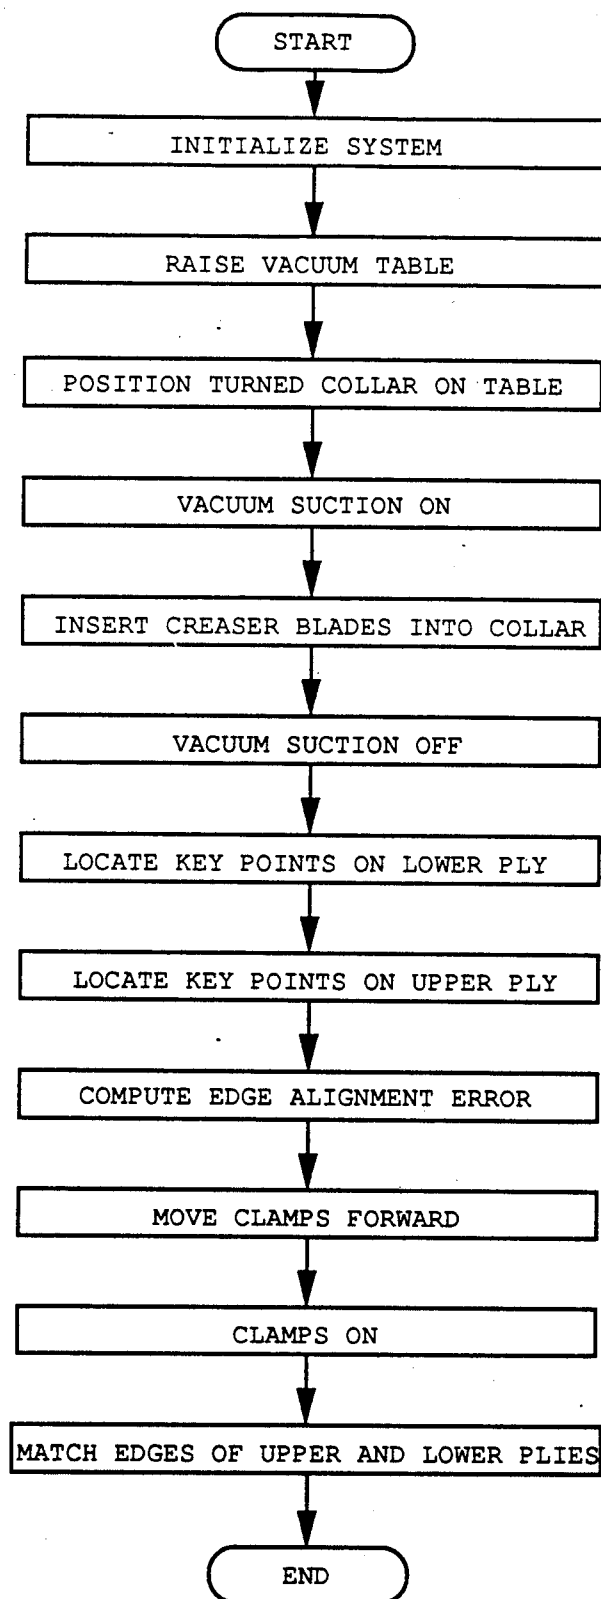 START
INITIALIZE SYSTEM
RAISE VACUUM TABLE
POSITION TURNED COLLAR ON TABLE
VACUUM SUCTION ON
INSERT CREASER BLADES INTO COLLAR
VACUUM SUCTION OFF
LOCATE KEY POINTS ON LOWER PLY
LOCATE KEY POINTS ON UPPER PLY
COMPUTE EDGE ALIGNMENT ERROR
MOVE CLAMPS FORWARD
CLAMPS ON
MATCH EDGES OF UPPER AND LOWER PLIES
END